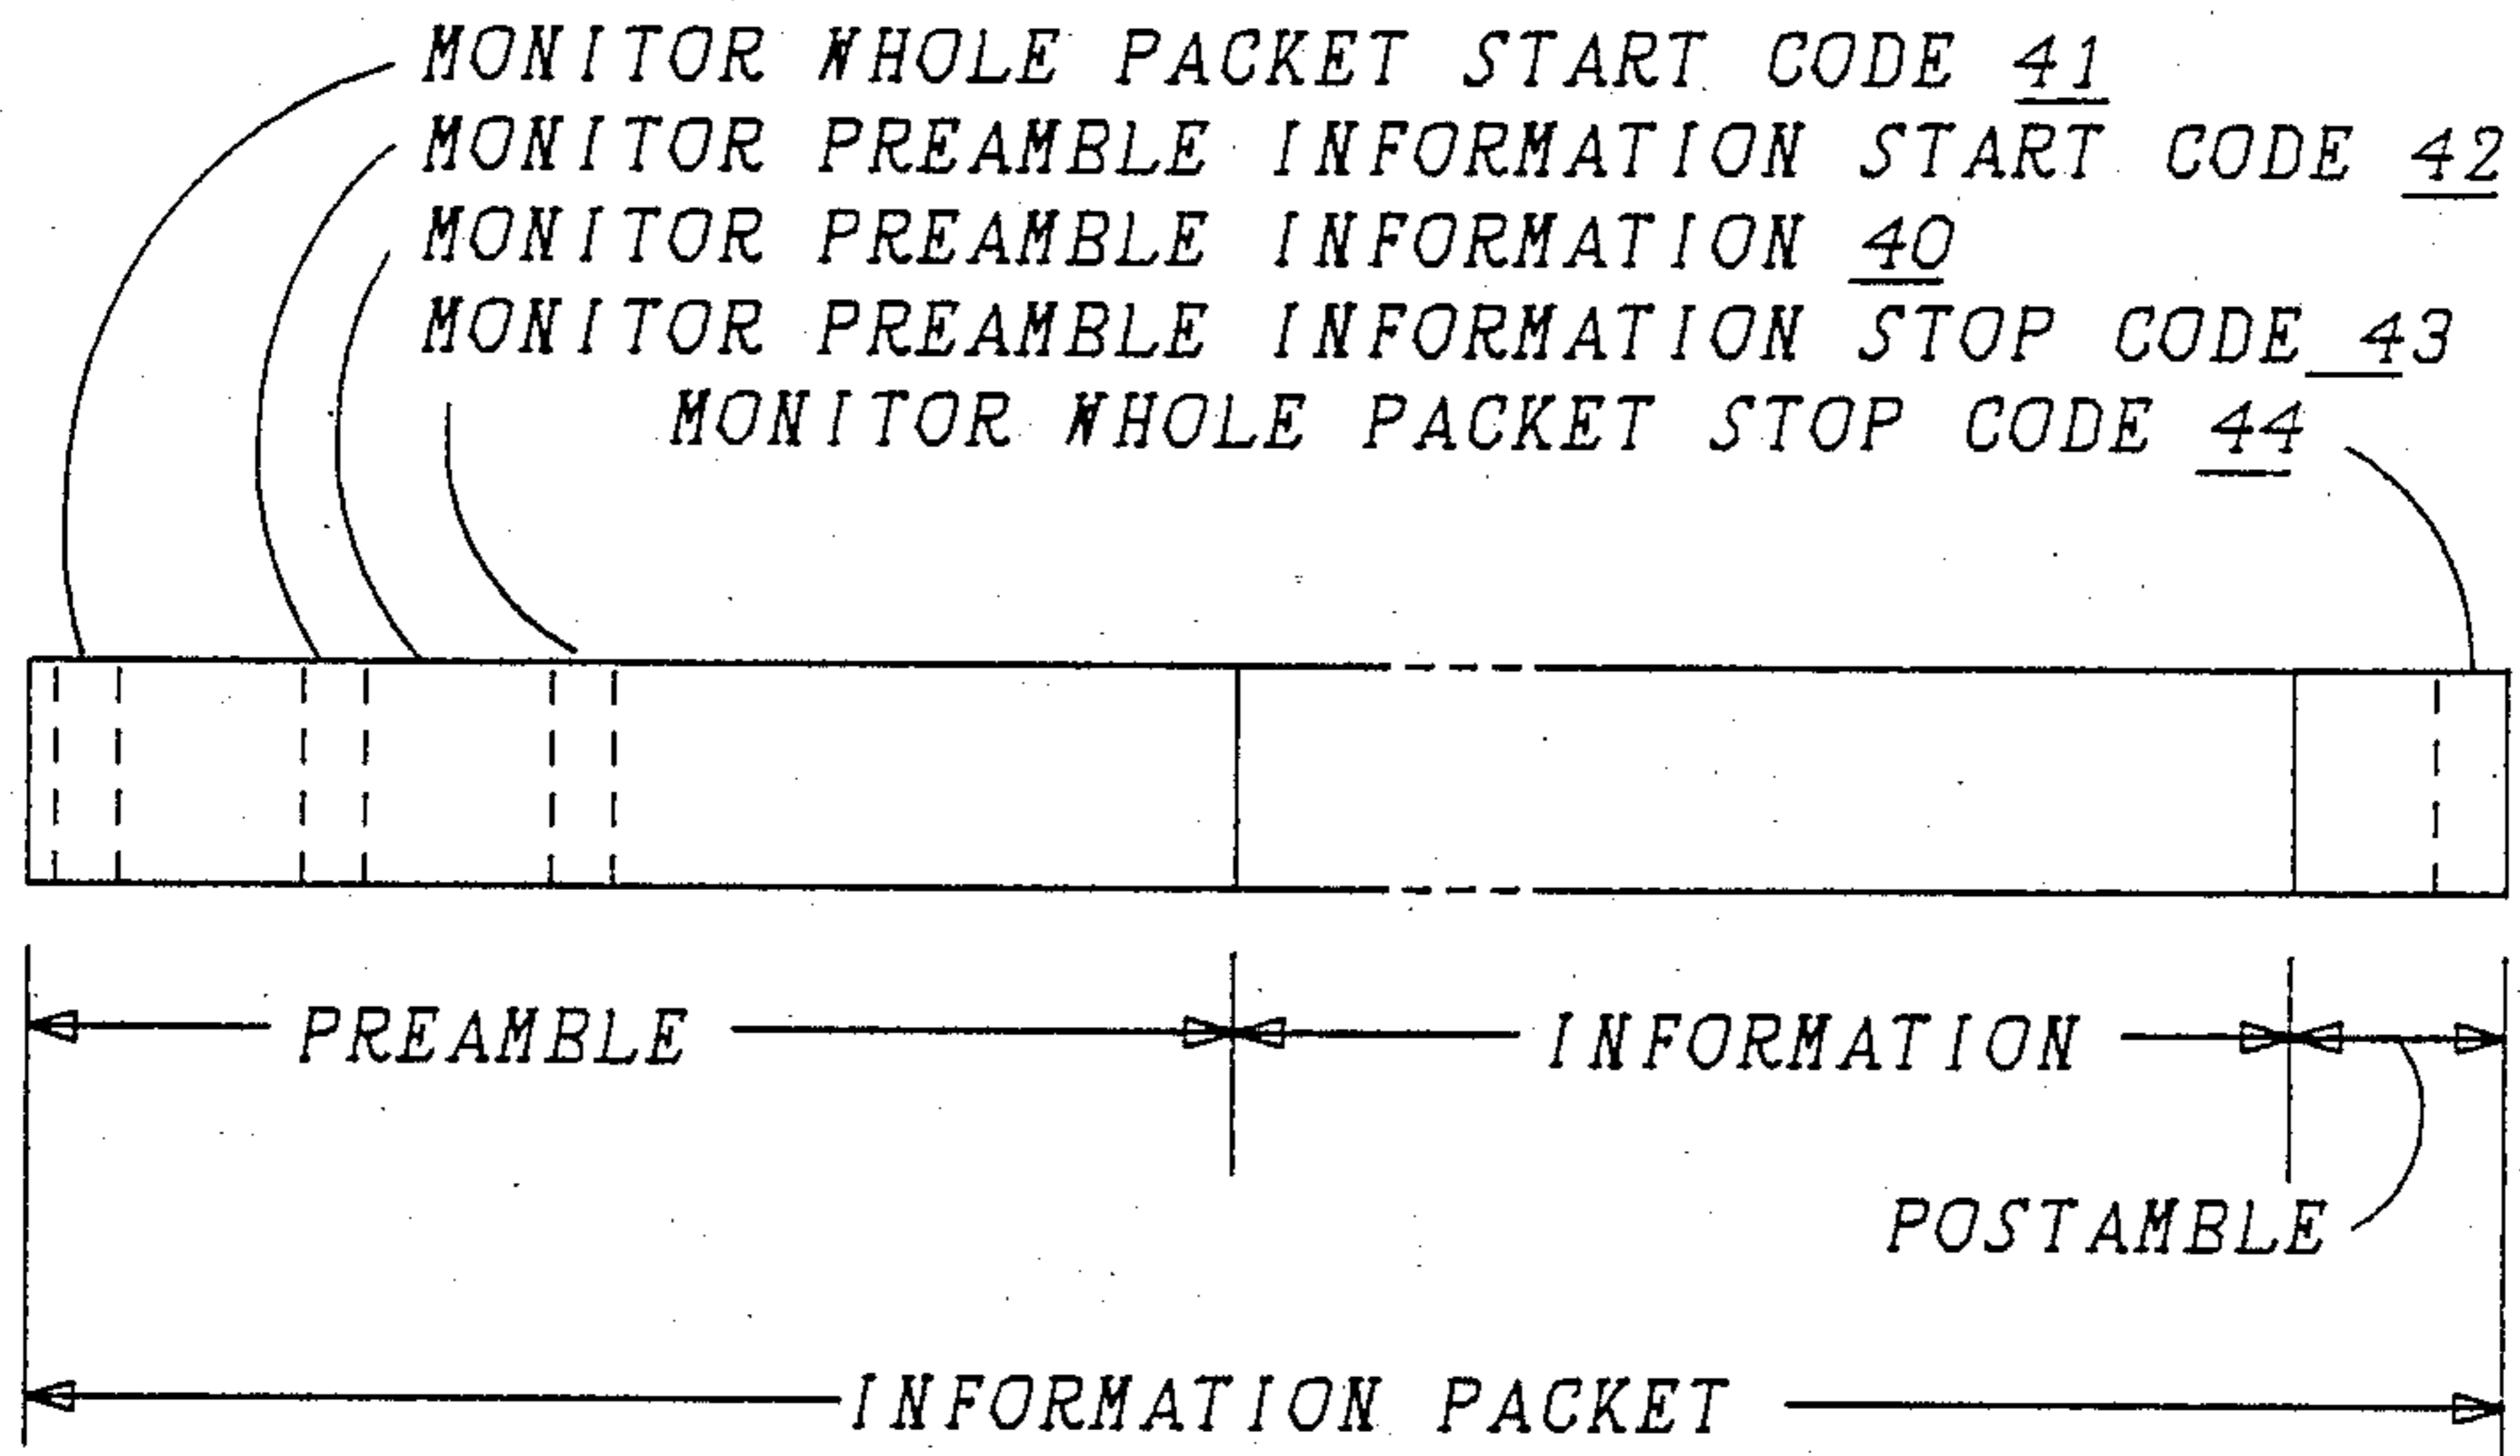 MONITOR WHOLE PACKET START CODE 41
MONITOR PREAMBLE INFORMATION START CODE 42
MONITOR PREAMBLE INFORMATION 40
MONITOR PREAMBLE INFORMATION STOP CODE 43
MONITOR WHOLE PACKET STOP CODE 44
PREAMBLE
INFORMATION
POSTAMBLE
INFORMATION PACKET